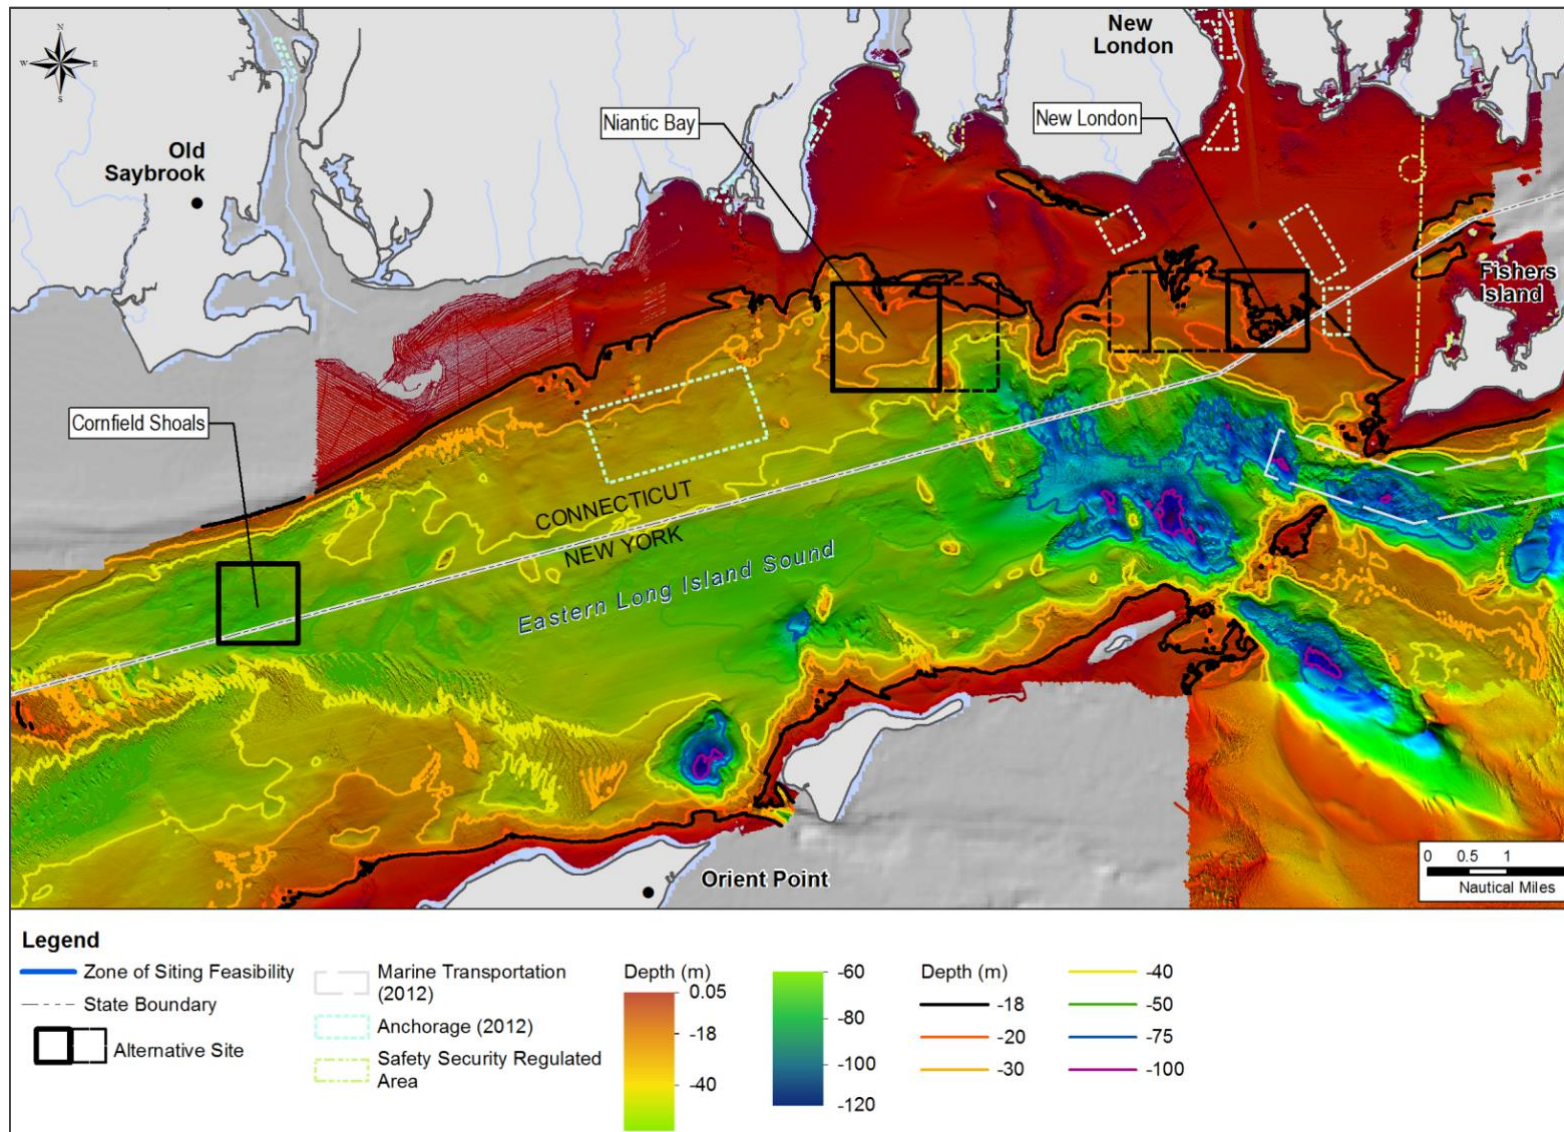 N
W
E
S
New
London
Niantic Bay
New London
Old
Saybrook
Fishers
Island
Cornfield Shoals
CONNECTICUT
NEW YORK
Eastern Long Island Sound
Orient Point
0 0.5 1
Nautical Miles
Legend
Zone of Siting Feasibility
State Boundary
Alternative Site
Marine Transportation
(2012)
Anchorage (2012)
Safety Security Regulated
Area
Depth (m)
0.05
-18
-40
-60
-80
-100
-120
Depth (m)
-18
-20
-30
-40
-50
-75
-100